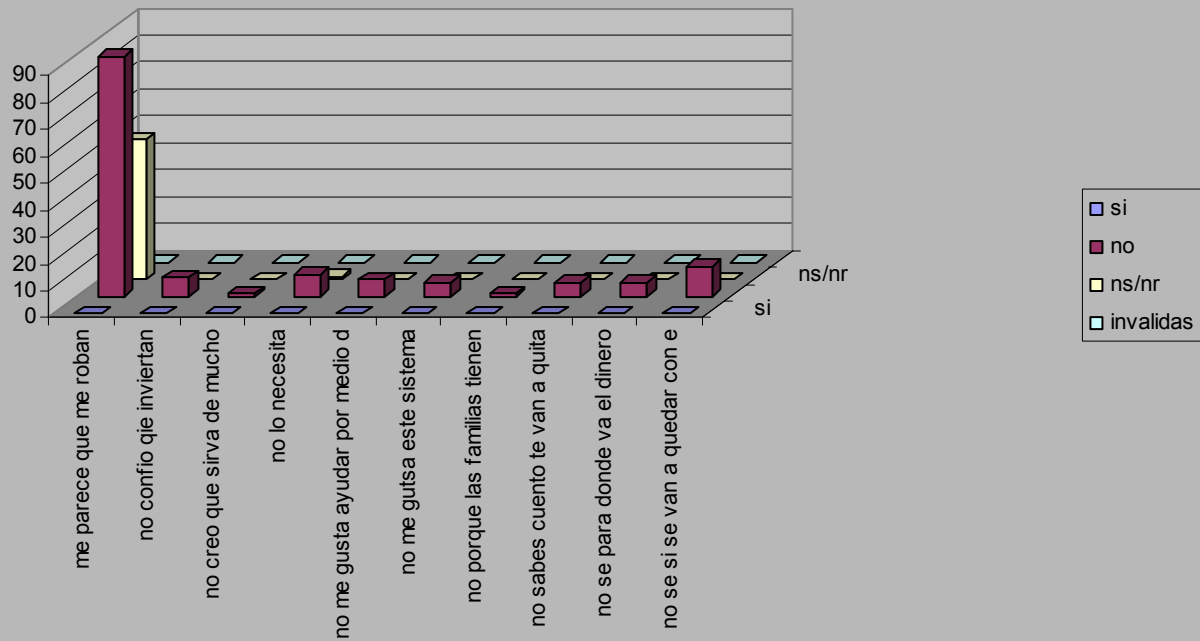 90
80
70
60
50
40
30
20
10
0
me parece que me roban
no confio qie inviertan
no creo que sirva de mucho
no lo necesita
no me gusta ayudar por medio d
no me gutsa este sistema
no porque las familias tienen
no sabes cuento te van a quita
no se para donde va el dinero
no se si se van a quedar con e
si
ns/nr
si
no
ns/nr
invalidas